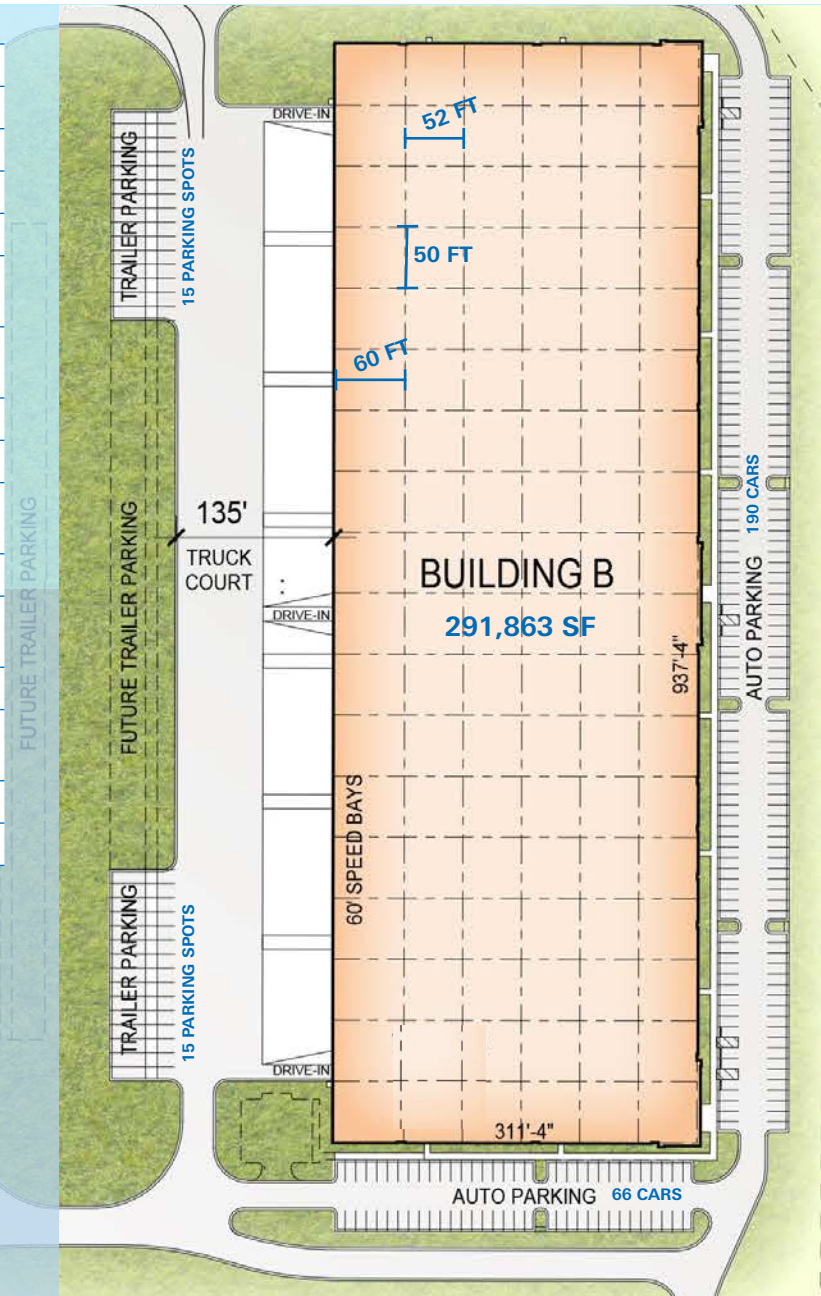 DRIVE-IN
52 FT
TRAILER PARKING
15 PARKING SPOTS
50 FT
60 FT
135'
TRUCK
COURT
BUILDING B
291,863 SF
DRIVE-IN
190 CARS
AUTO PARKING
937'-4"
FUTURE TRAILER PARKING
FUTURE TRAILER PARKING
60' SPEED BAYS
TRAILER PARKING
15 PARKING SPOTS
DRIVE-IN
311'-4"
AUTO PARKING 66 CARS